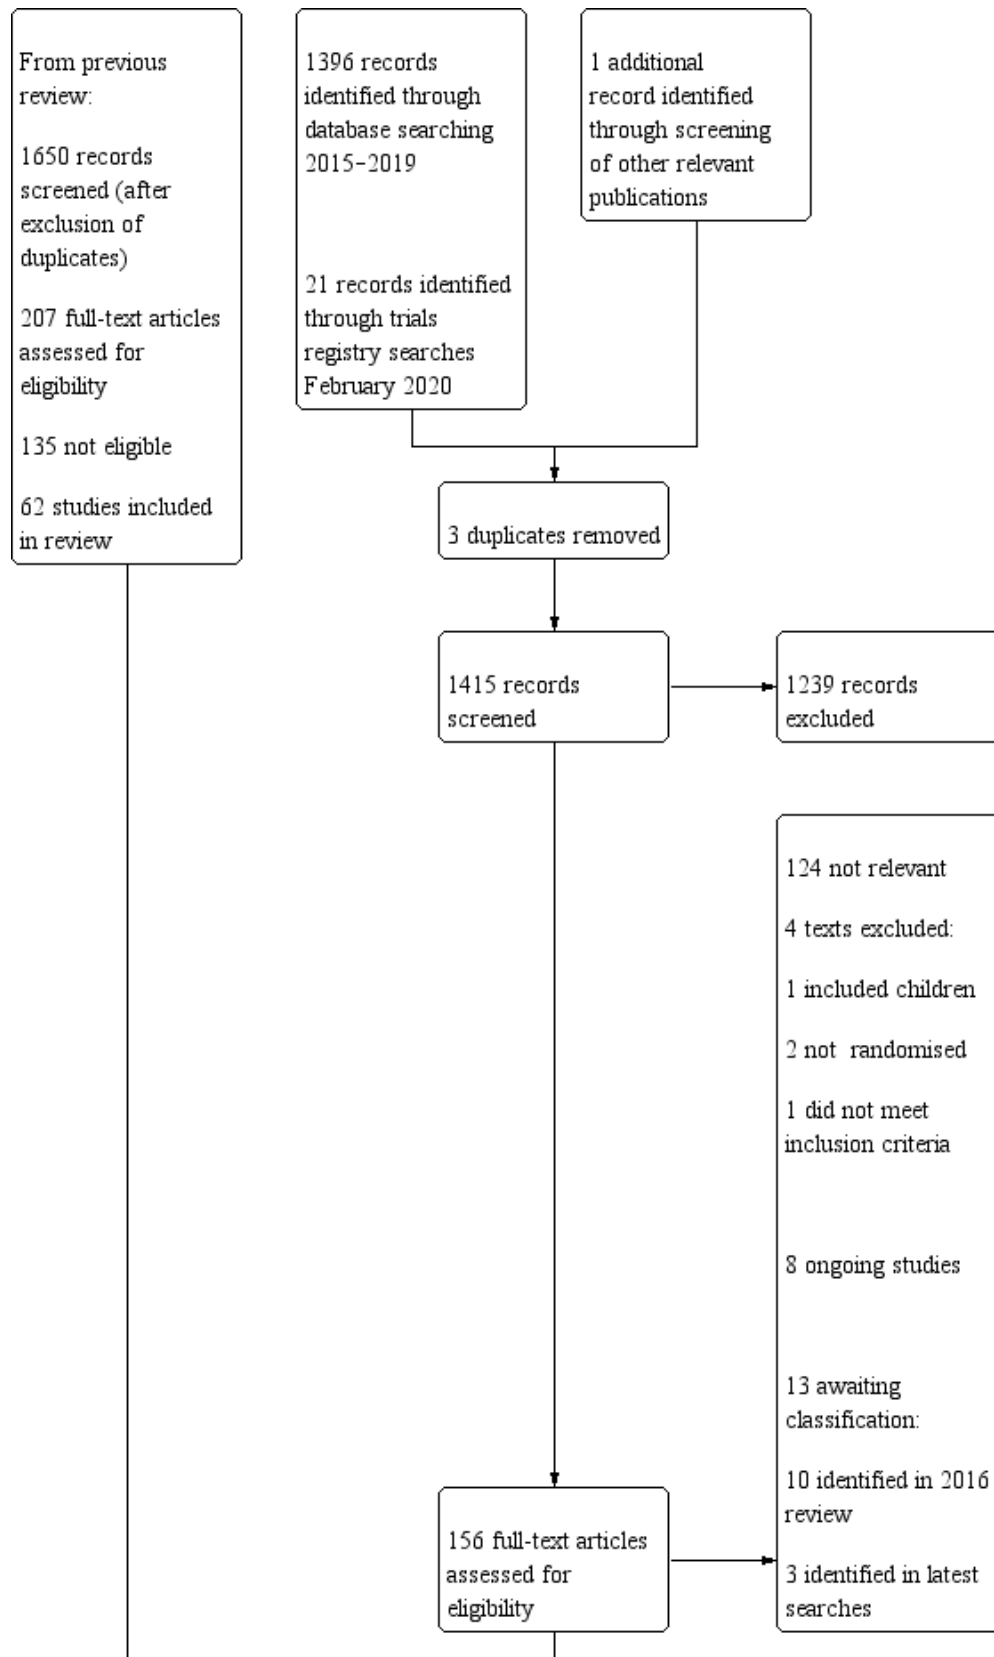 From previous
review:
1650 records
screened (after
exclusion of
duplicates)
207 full-text articles
assessed for
eligibility
135 not eligible
62 studies included
in review
1396 records
identified through
database searching
2015-2019
21 records identified
through trials
registry searches
February 2020
1 additional
record identified
through screening
of other relevant
publications
3 duplicates removed
1415 records
screened
1239 records
excluded
124 not relevant
4 texts excluded:
1 included children
2 not randomised
1 did not meet
inclusion criteria
8 ongoing studies
13 awaiting
classification:
10 identified in 2016
review
3 identified in latest
searches
156 full-text articles
assessed for
eligibility